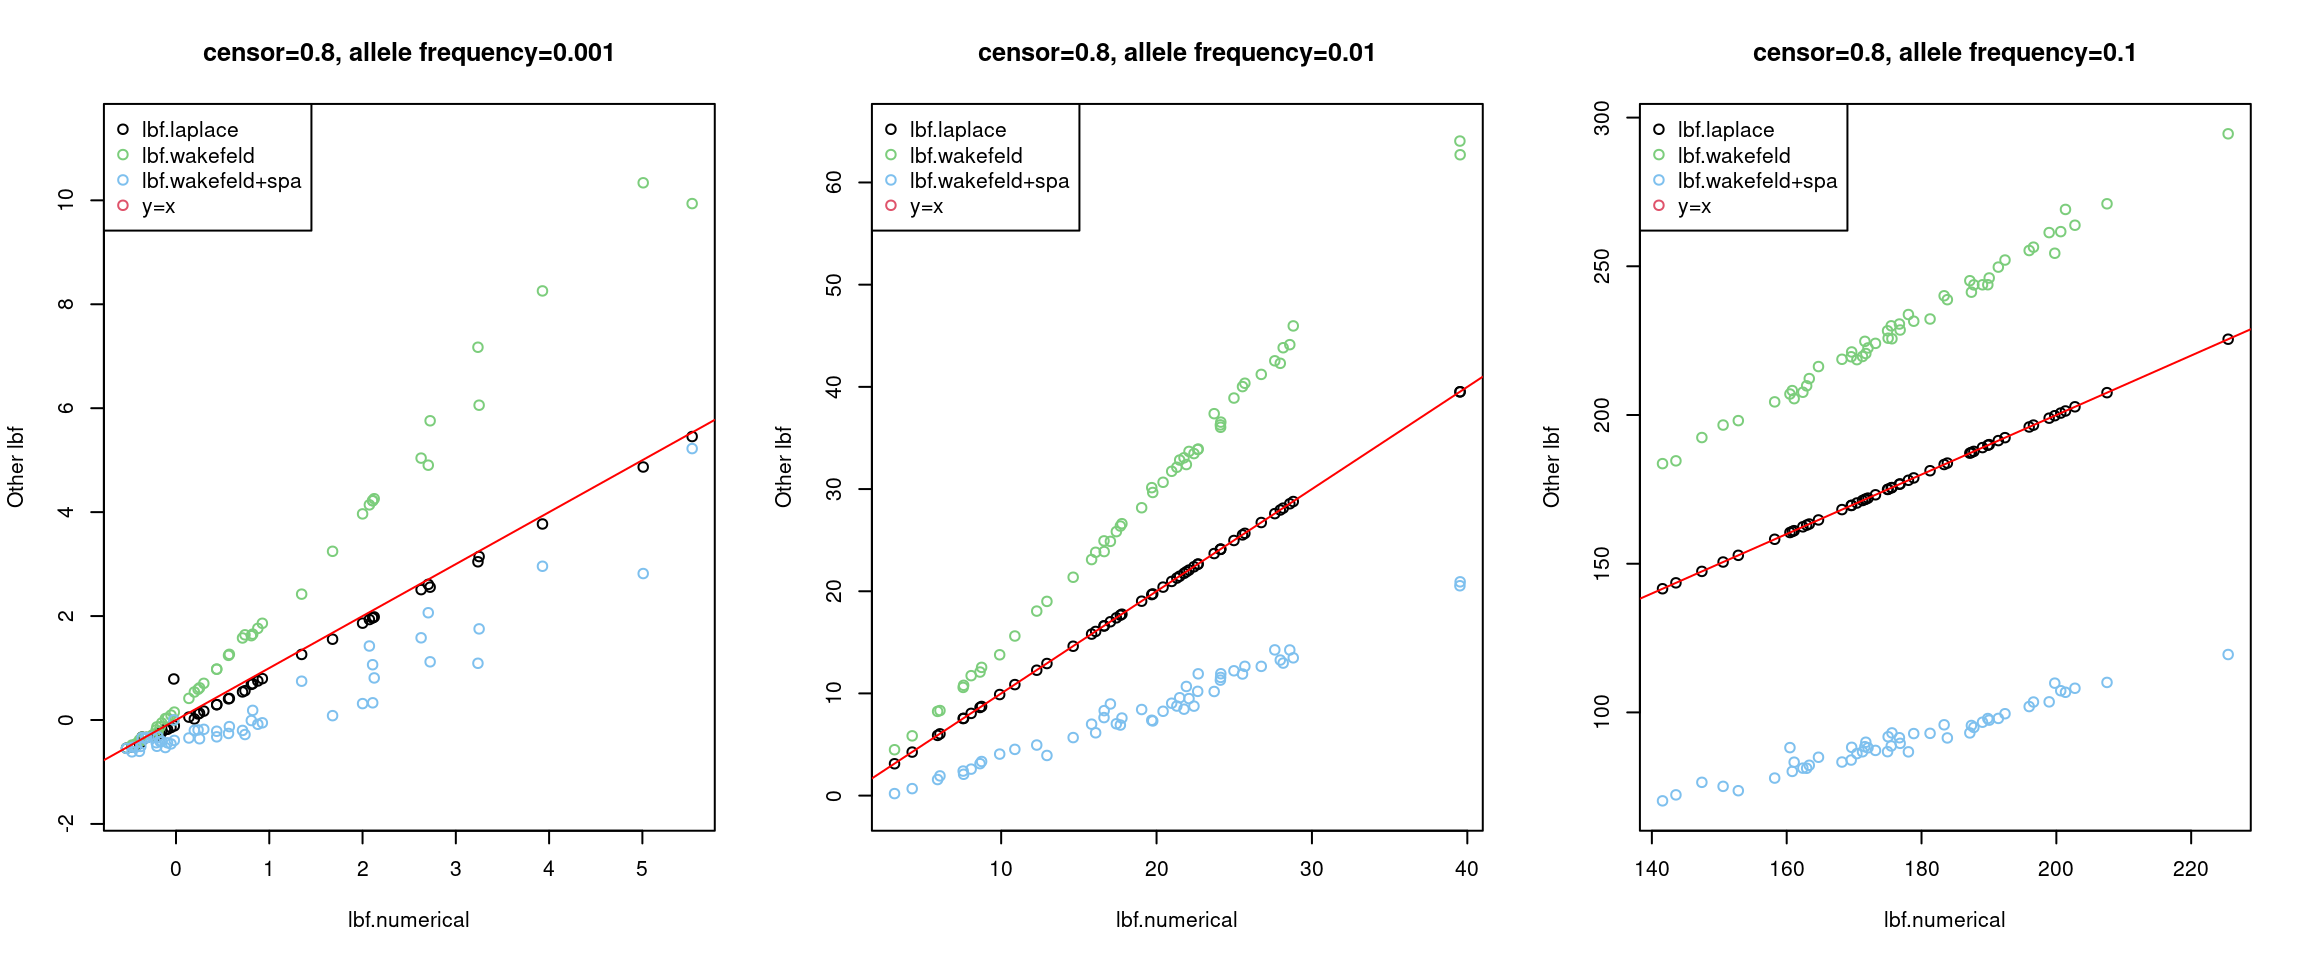 censor=0.8, allele frequency=0.001
lbf.laplace
lbf.wakefeld
lbf.wakefeld+spa
y=x
Other lbf
10
8
6
4
2
0
-2
0 1 2 3 4 5
lbf.numerical
censor=0.8, allele frequency=0.01
lbf.laplace
lbf.wakefeld
lbf.wakefeld+spa
y=x
Other lbf
60
50
40
30
20
10
0
10 20 30 40
lbf.numerical
censor=0.8, allele frequency=0.1
lbf.laplace
lbf.wakefeld
lbf.wakefeld+spa
y=x
Other lbf
300
250
200
150
100
140 160 180 200 220
lbf.numerical